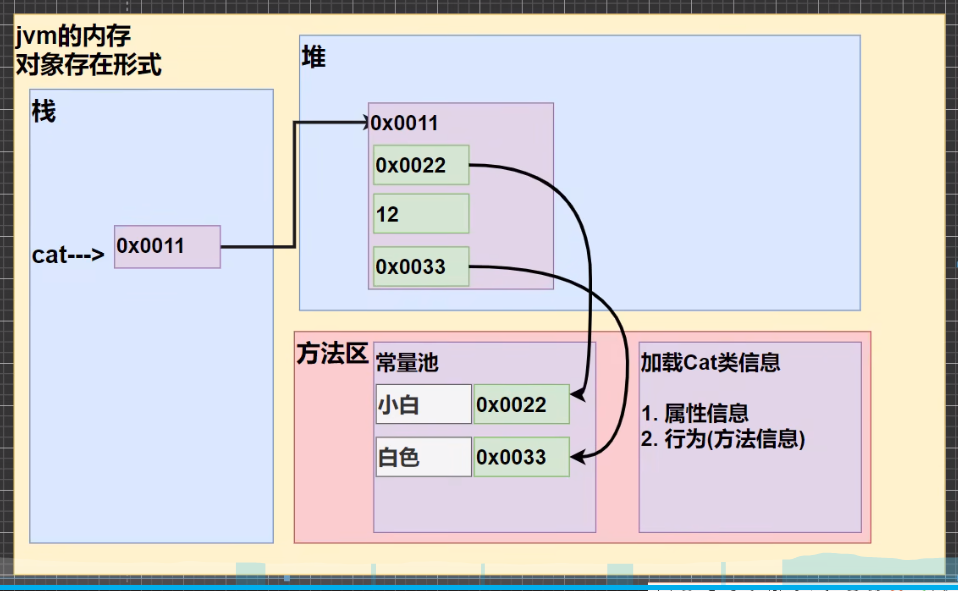 jvm的内存
对象存在形式
栈
cat--->
0x0011
堆
0x0011
0x0022
12
0x0033
方法区
常量池
小白
0x0022
白色
0x0033
加载Cat类信息
1. 属性信息
2. 行为(方法信息)